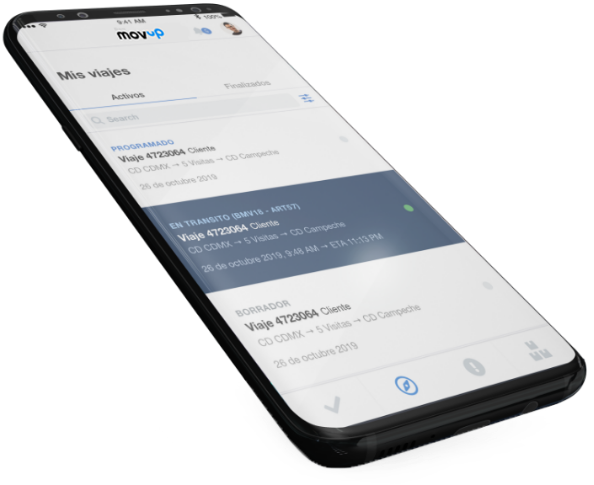 9:41 AM
100%
movup
Mis viajes
Activos
Finalizados
Search
PROGRAMADO
Viaje 4723064 Cliente
CD CDMX → 5 Visitas → CD Campeche
26 de octubre 2019
EN TRANSITO (BMV18 - ART57)
Viaje 4723064 Cliente
CD CDMX → 5 Visitas → CD Campeche
26 de octubre 2019, 9:48 AM → ETA 11:13 PM
BORRADOR
Viaje 4723064 Cliente
CD CDMX → 5 Visitas → CD Campeche
26 de octubre 2019